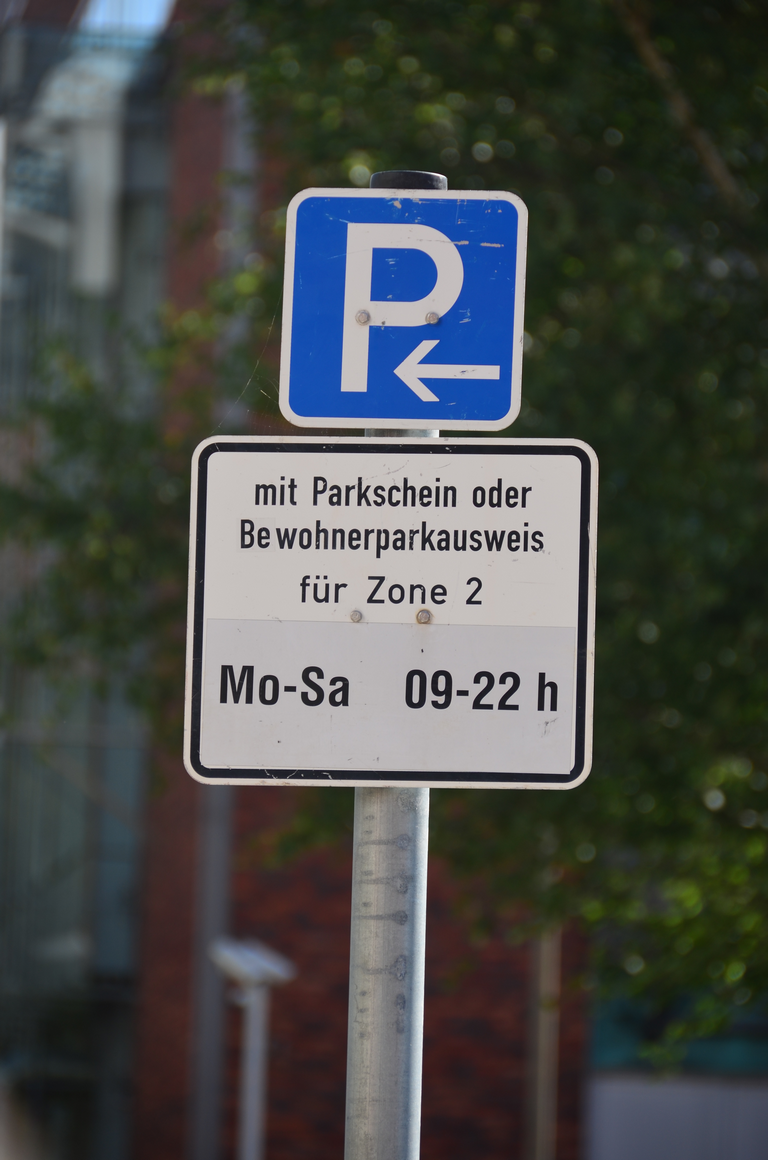 P
mit Parkschein oder
Bewohnerparkausweis
für Zone 2
Mo-Sa 09-22 h